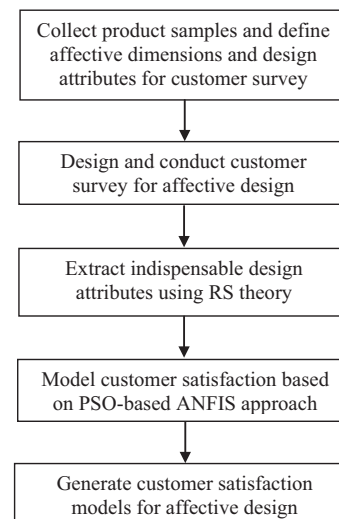 Collect product samples and define
affective dimensions and design
attributes for customer survey
Design and conduct customer
survey for affective design
Extract indispensable design
attributes using RS theory
Model customer satisfaction based
on PSO-based ANFIS approach
Generate customer satisfaction
models for affective design